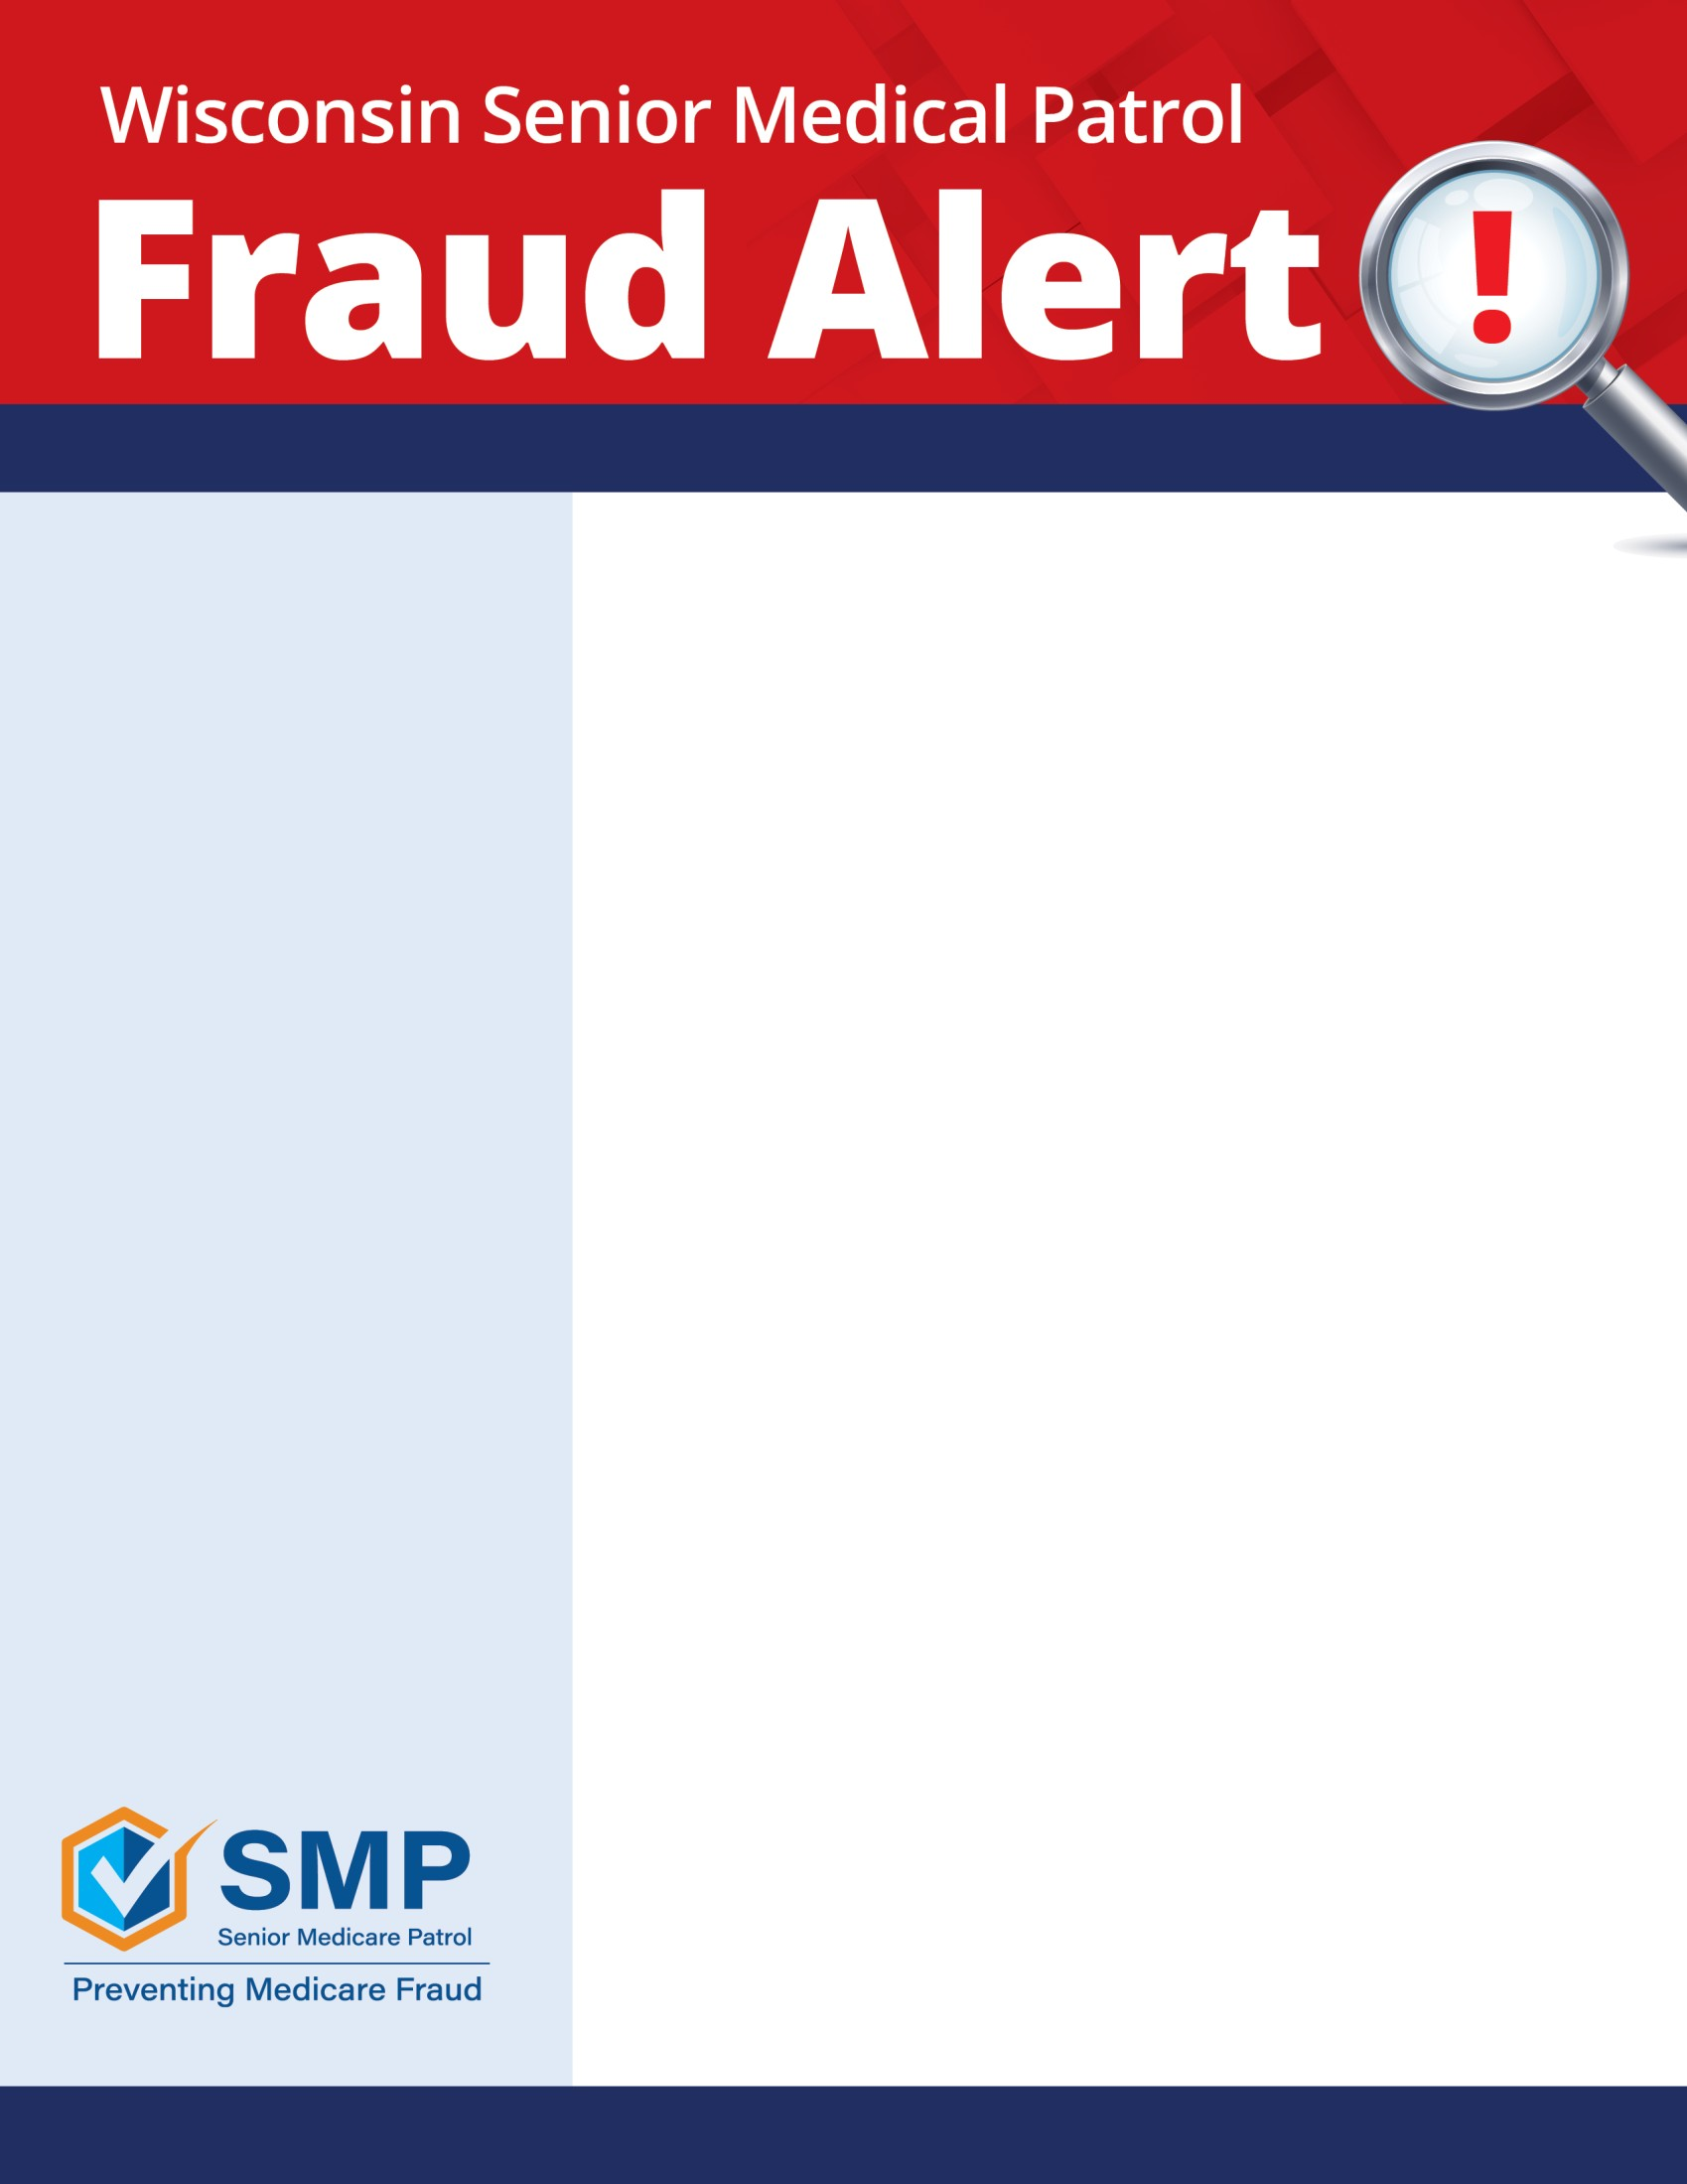 Wisconsin Senior Medical Patrol
Fraud Alert
!
SMP
Senior Medicare Patrol
Preventing Medicare Fraud